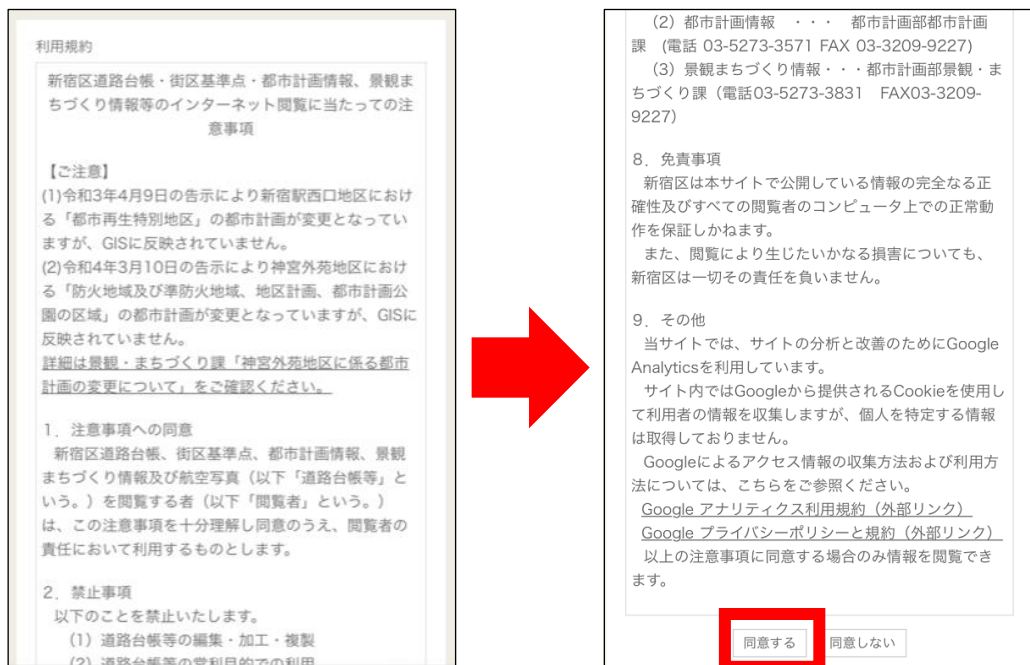 利用規約
新宿区道路台帳・街区基準点・都市計画情報、景観ま
ちづくり情報等のインターネット閲覧に当たっての注
意事項
【ご注意】
(1)令和3年4月9日の告示により新宿駅西口地区におけ
る「都市再生特別地区」の都市計画が変更となってい
ますが、GISに反映されていません。
(2)令和4年3月10日の告示により神宮外苑地区におけ
る「防火地域及び準防火地域、地区計画、都市計画公
園の区域」の都市計画が変更となっていますが、GISに
反映されていません。
詳細は景観・まちづくり課「神宮外苑地区に係る都市
計画の変更について」をご確認ください。
1．注意事項への同意
新宿区道路台帳、街区基準点、都市計画情報、景観
まちづくり情報及び航空写真（以下「道路台帳等」と
いう。）を閲覧する者（以下「閲覧者」という。）
は、この注意事項を十分理解し同意のうえ、閲覧者の
責任において利用するものとします。
2．禁止事項
以下のことを禁止いたします。
（1）道路台帳等の編集・加工・複製
（2）道路台帳等の営利目的での利用
（2）都市計画情報　・・・　都市計画部都市計画
課　(電話 03-5273-3571 FAX 03-3209-9227)
（3）景観まちづくり情報・・・都市計画部景観・ま
ちづくり課（電話03-5273-3831　FAX03-3209-
9227）
8．免責事項
新宿区は本サイトで公開している情報の完全なる正
確性及びすべての閲覧者のコンピュータ上での正常動
作を保証しかねます。
また、閲覧により生じたいかなる損害についても、
新宿区は一切その責任を負いません。
9．その他
当サイトでは、サイトの分析と改善のためにGoogle
Analyticsを利用しています。
サイト内ではGoogleから提供されるCookieを使用し
て利用者の情報を収集しますが、個人を特定する情報
は取得しておりません。
Googleによるアクセス情報の収集方法および利用方
法については、こちらをご参照ください。
Google アナリティクス利用規約（外部リンク）
Google プライバシーポリシーと規約（外部リンク）
以上の注意事項に同意する場合のみ情報を閲覧でき
ます。
同意する　同意しない